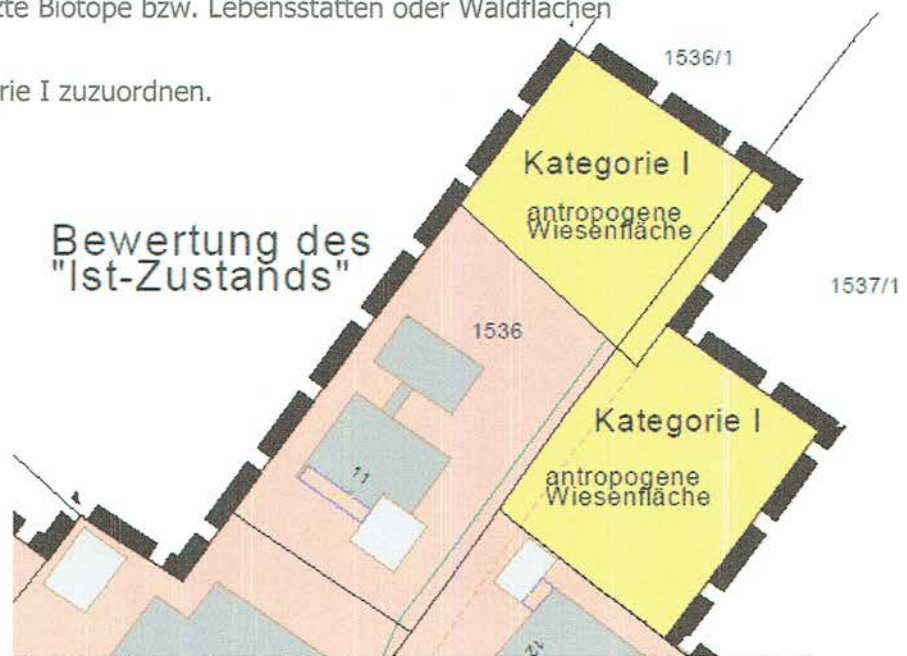 zte Biotope bzw. Lebensstätten oder Waldflächen
rie I zuzuordnen.
1536/1
Kategorie I
antropogene
Wiesenfläche
Bewertung des
"Ist-Zustands"
1537/1
1536
Kategorie I
antropogene
Wiesenfläche
11
12